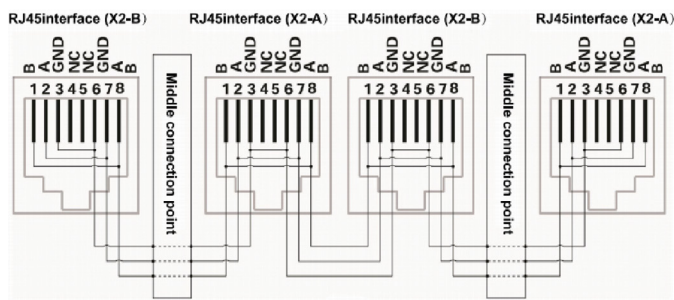 RJ45interface (X2-B) RJ45interface (X2-A) RJ45interface (X2-B) RJ45interface (X2-A)
B A GND NC NC GND A B
1 2 3 4 5 6 7 8
Middle connection point
B A GND NC NC GND A B
1 2 3 4 5 6 7 8
B A GND NC NC GND A B
1 2 3 4 5 6 7 8
Middle connection point
B A GND NC NC GND A B
1 2 3 4 5 6 7 8